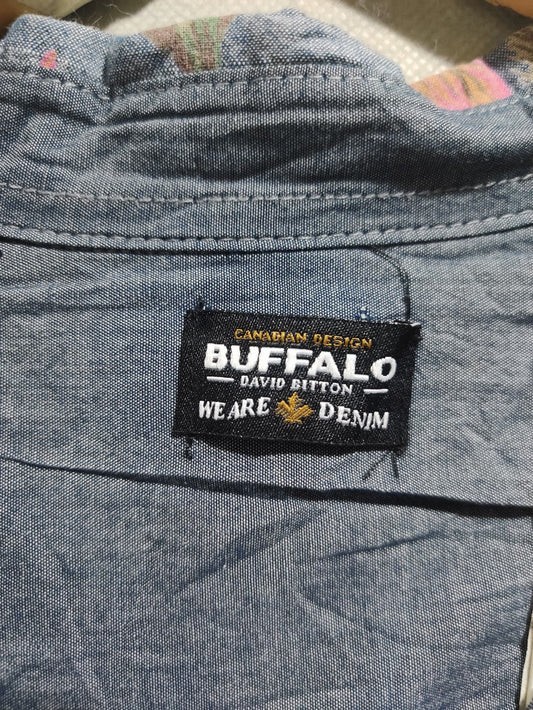 CANADIAN DESIGN
BUFFALO
DAVID BITTON
WE ARE DENIM